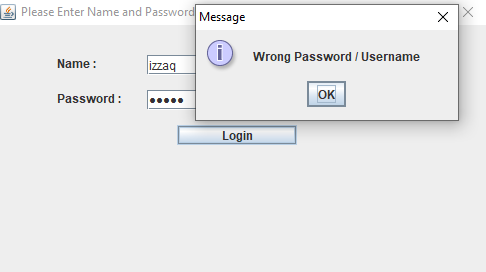 Please Enter Name and Password
Message
Wrong Password / Username
OK
Name :
izzaq
Password :
Login